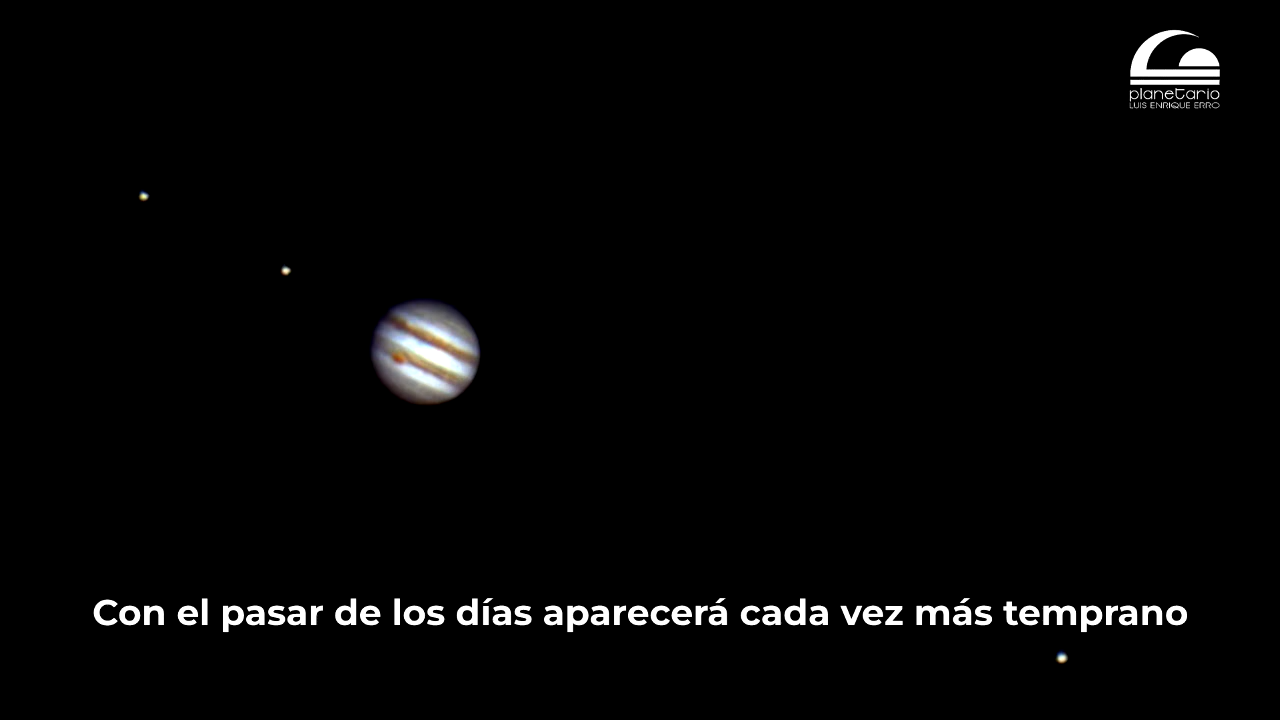 planetario
LUIS ENRIQUE ERRO
Con el pasar de los días aparecerá cada vez más temprano